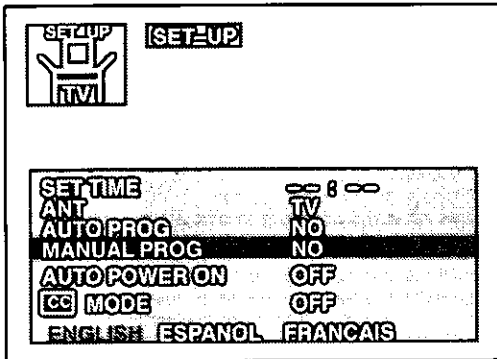 SET-UP SET-UP
TV
SET TIME -- : --
ANT TV
AUTO PROG NO
MANUAL PROG NO
AUTO POWER ON OFF
CC MODE OFF
ENGLISH ESPANOL FRANCAIS